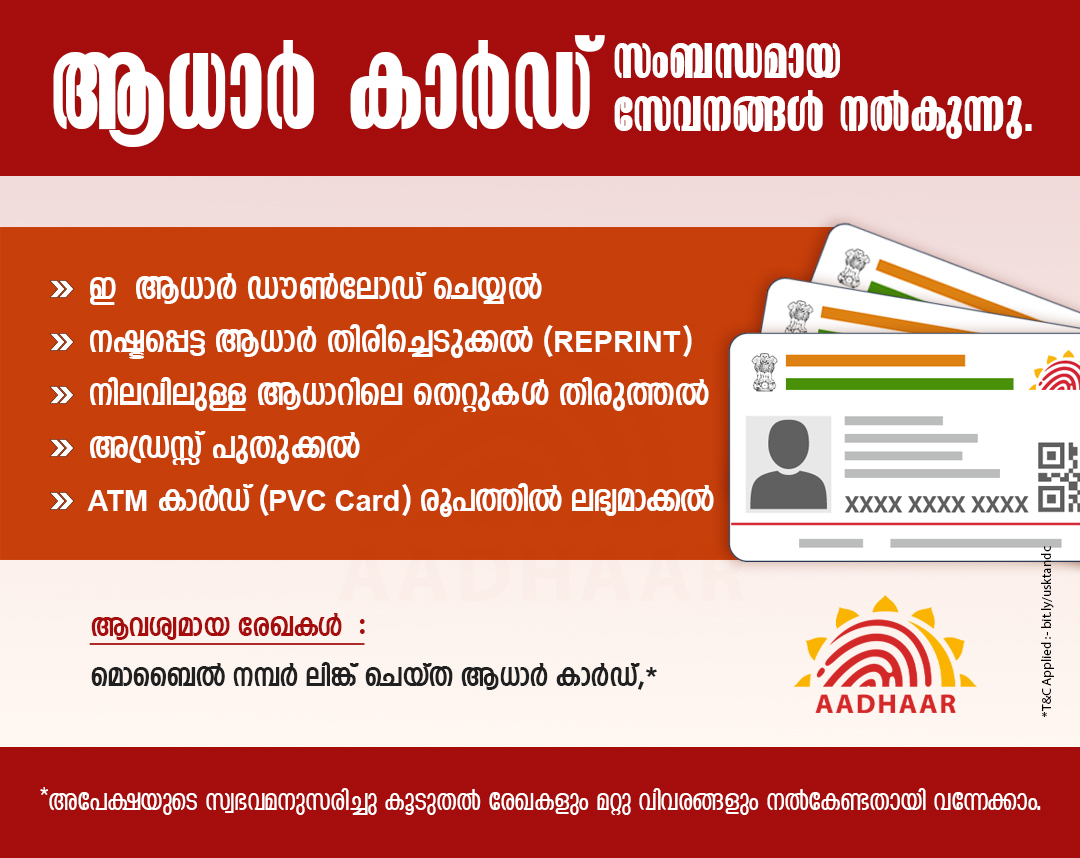 ആധാർ കാർഡ് സംബന്ധമായ
സേവനങ്ങൾ നൽകുന്നു.
» ഇ ആധാർ ഡൗൺലോഡ് ചെയ്യൽ
» നഷ്ടപ്പെട്ട ആധാർ തിരിച്ചെടുക്കൽ (REPRINT)
» നിലവിലുള്ള ആധാറിലെ തെറ്റുകൾ തിരുത്തൽ
» അഡ്രസ്സ് പുതുക്കൽ
» ATM കാർഡ് (PVC Card) രൂപത്തിൽ ലഭ്യമാക്കൽ
XXXX XXXX XXXX
AADHAAR
ആവശ്യമായ രേഖകൾ :
മൊബൈൽ നമ്പർ ലിങ്ക് ചെയ്ത ആധാർ കാർഡ്,*
AADHAAR
*T&C Applied :- bit.ly/usktandc
*അപേക്ഷയുടെ സ്വഭവമനുസരിച്ചു കൂടുതൽ രേഖകളും മറ്റു വിവരങ്ങളും നൽകേണ്ടതായി വന്നേക്കാം.